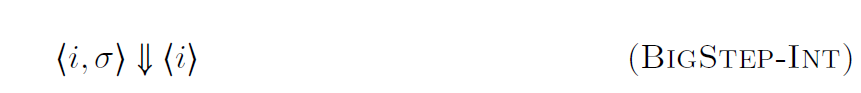 ⟨i, σ⟩ ⇓ ⟨i⟩ (BIGSTEP-INT)